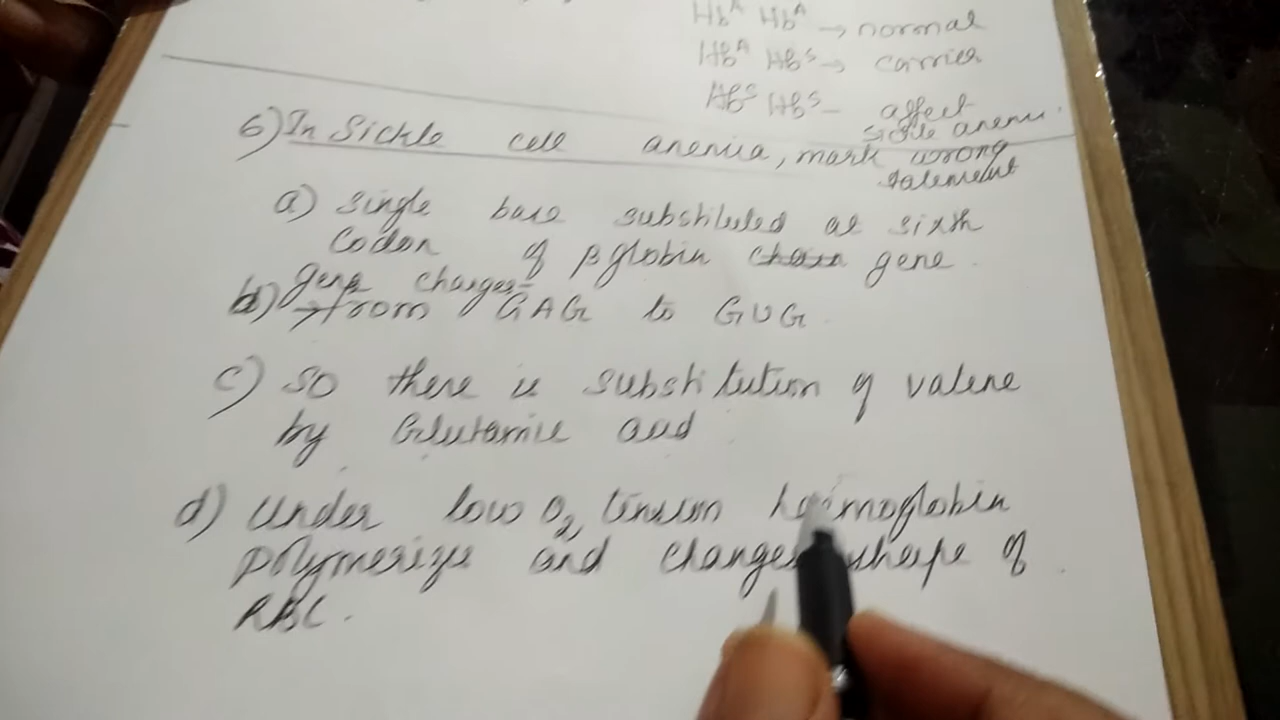 Hb^A Hb^A → normal
Hb^A Hb^S → carrier
Hb^S Hb^S - affect
sickle anemi.
6) In Sickle cell anemia, mark wrong
statement
a) Single base substituted at sixth
Codon of β globin chain gene.
gene changes
b) → from GAG to GUG
c) SO there is substitution of valine
by Glutamic acid
d) Under low O2 tension haemoglobin
polymerize and changes shape of
RBC.